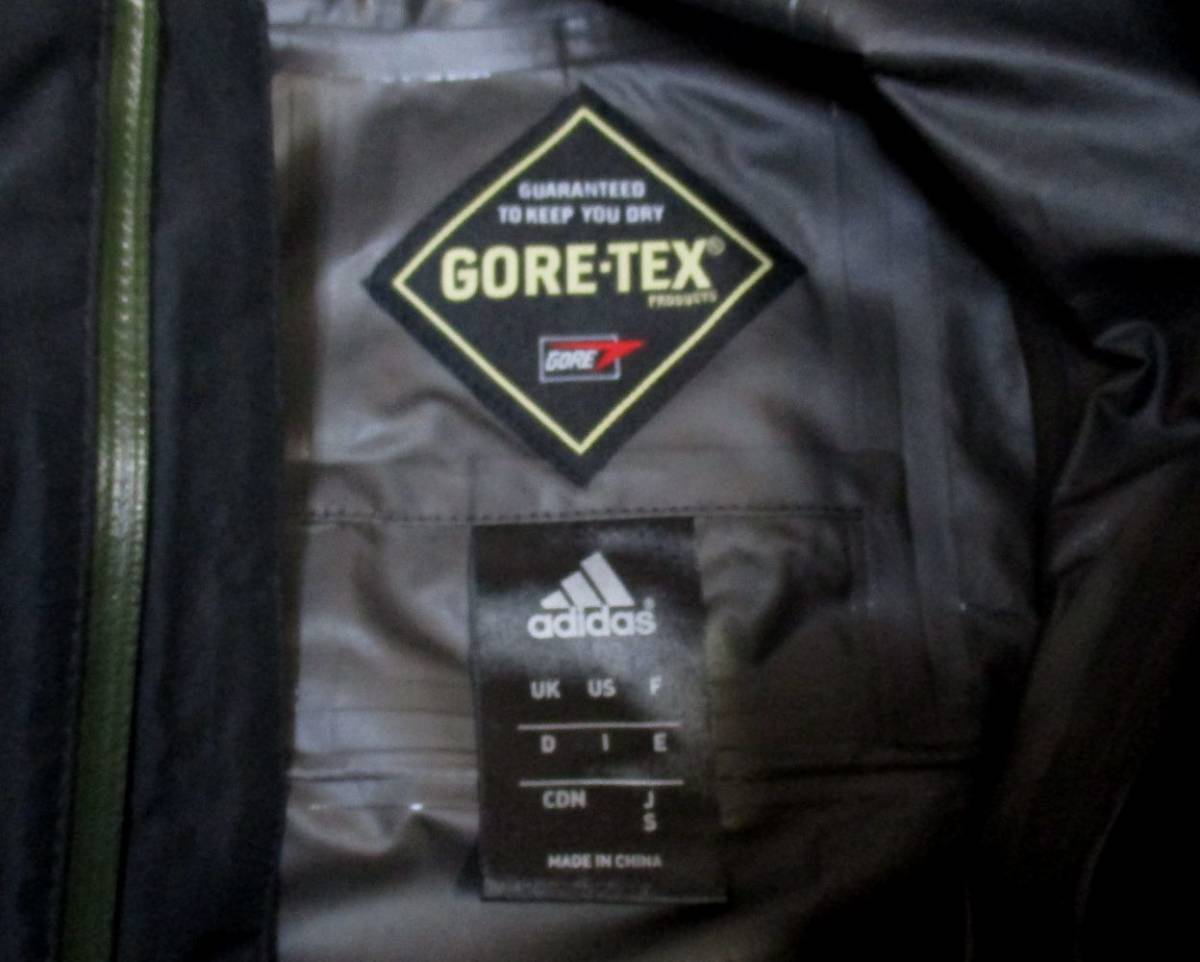 GUARANTEED
TO KEEP YOU DRY
GORE-TEX®
PRODUCTS
GORE
adidas®
UK US F
D I E
CDN J
S
MADE IN CHINA